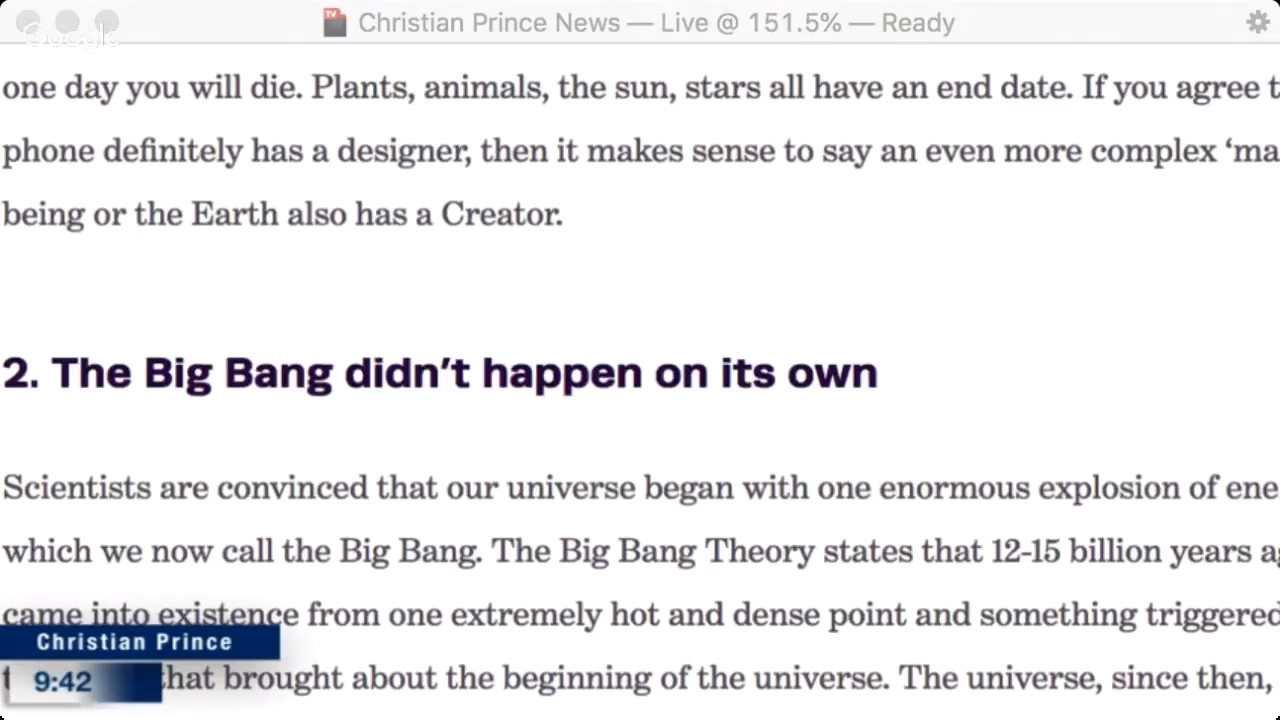 Christian Prince News — Live @ 151.5% — Ready
Google
one day you will die. Plants, animals, the sun, stars all have an end date. If you agree t
phone definitely has a designer, then it makes sense to say an even more complex ‘ma
being or the Earth also has a Creator.
2. The Big Bang didn’t happen on its own
Scientists are convinced that our universe began with one enormous explosion of ene
which we now call the Big Bang. The Big Bang Theory states that 12-15 billion years ag
came into existence from one extremely hot and dense point and something triggered
that brought about the beginning of the universe. The universe, since then,
Christian Prince
9:42